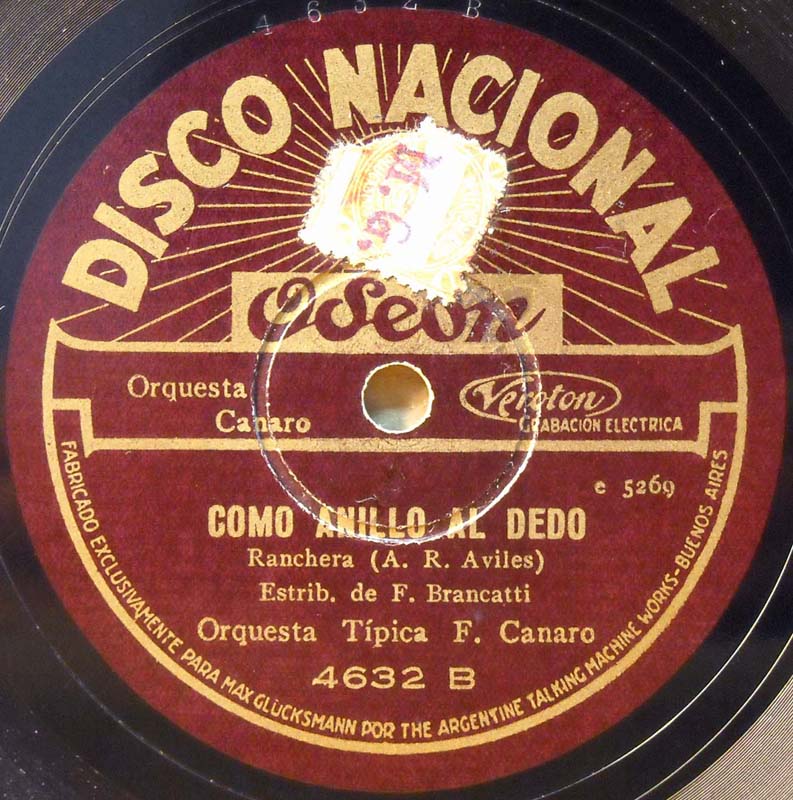 4632 B
DISCO NACIONAL
Odeon
Orquesta
Canaro
Veroton
GRABACIÓN ELECTRICA
e 5269
COMO ANILLO AL DEDO
Ranchera (A. R. Aviles)
Estrib. de F. Brancatti
Orquesta Típica F. Canaro
4632 B
FABRICADO EXCLUSIVAMENTE PARA MAX GLÜCKSMANN POR THE ARGENTINE TALKING MACHINE WORKS - BUENOS AIRES